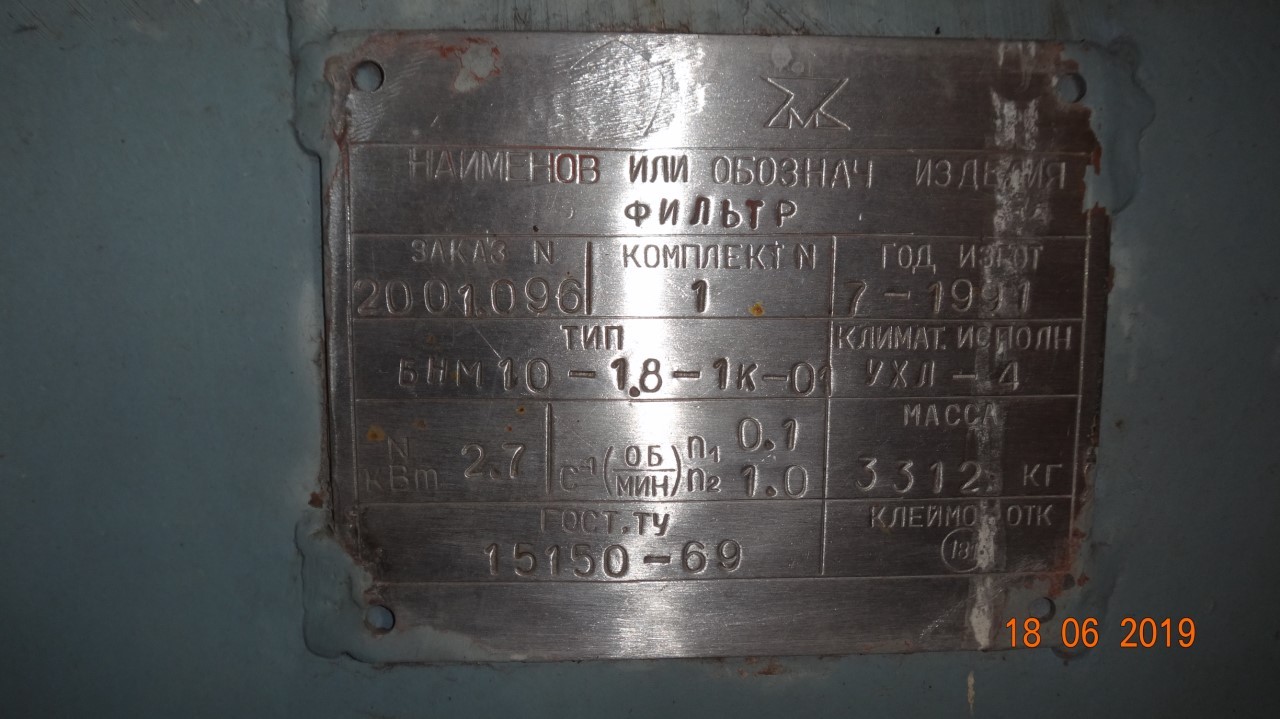 НАИМЕНОВ ИЛИ ОБОЗНАЧ ИЗДЕЛИЯ
ФИЛЬТР
ЗАКАЗ N КОМПЛЕКТ N ГОД ИЗГОТ
2001.096 1 7-1991
ТИП КЛИМАТ. ИСПОЛН
БНМ10-1.8-1К-01 УХЛ-4
МАССА
N кВт 2.7 С⁻¹(ОБ/МИН) n₁ 0.1
n₂ 1.0 3312 КГ
ГОСТ.ТУ КЛЕЙМО ОТК
15150-69
18 06 2019